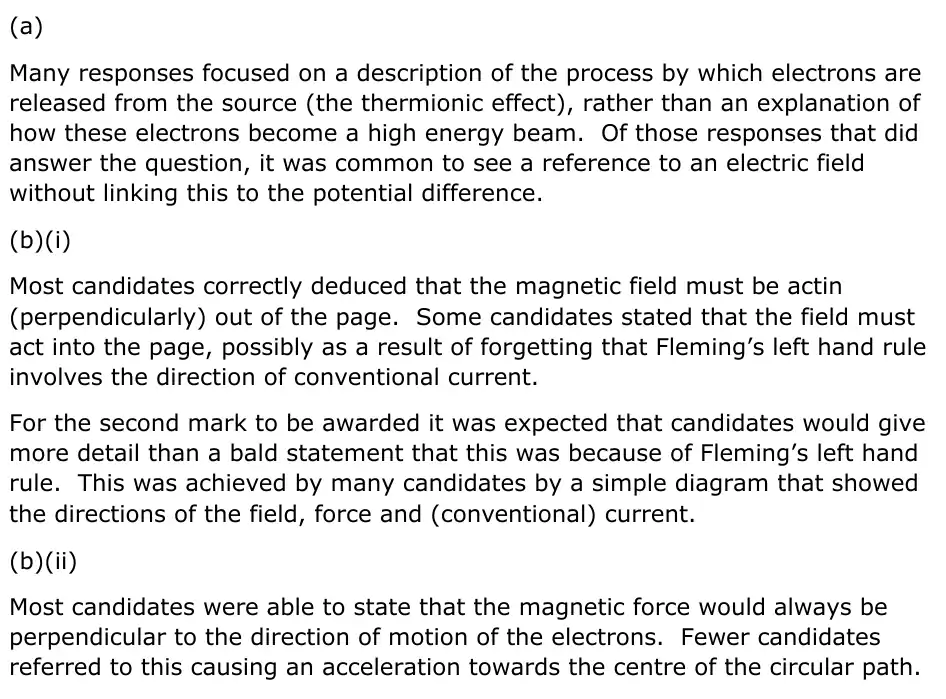 (a)
Many responses focused on a description of the process by which electrons are
released from the source (the thermionic effect), rather than an explanation of
how these electrons become a high energy beam.  Of those responses that did
answer the question, it was common to see a reference to an electric field
without linking this to the potential difference.
(b)(i)
Most candidates correctly deduced that the magnetic field must be actin
(perpendicularly) out of the page.  Some candidates stated that the field must
act into the page, possibly as a result of forgetting that Fleming’s left hand rule
involves the direction of conventional current.
For the second mark to be awarded it was expected that candidates would give
more detail than a bald statement that this was because of Fleming’s left hand
rule.  This was achieved by many candidates by a simple diagram that showed
the directions of the field, force and (conventional) current.
(b)(ii)
Most candidates were able to state that the magnetic force would always be
perpendicular to the direction of motion of the electrons.  Fewer candidates
referred to this causing an acceleration towards the centre of the circular path.